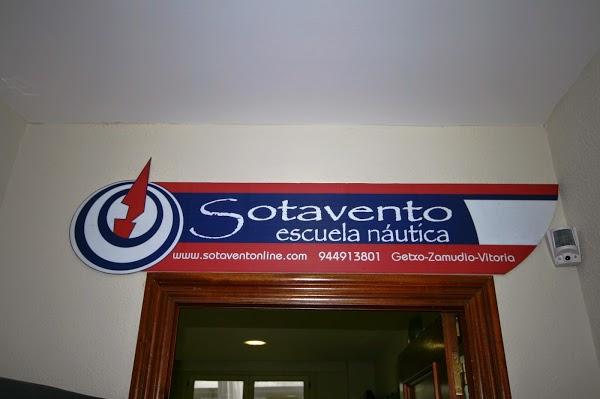 Sotavento
escuela náutica
www.sotaventonline.com 944913801 Getxo-Zamudio-Vitoria